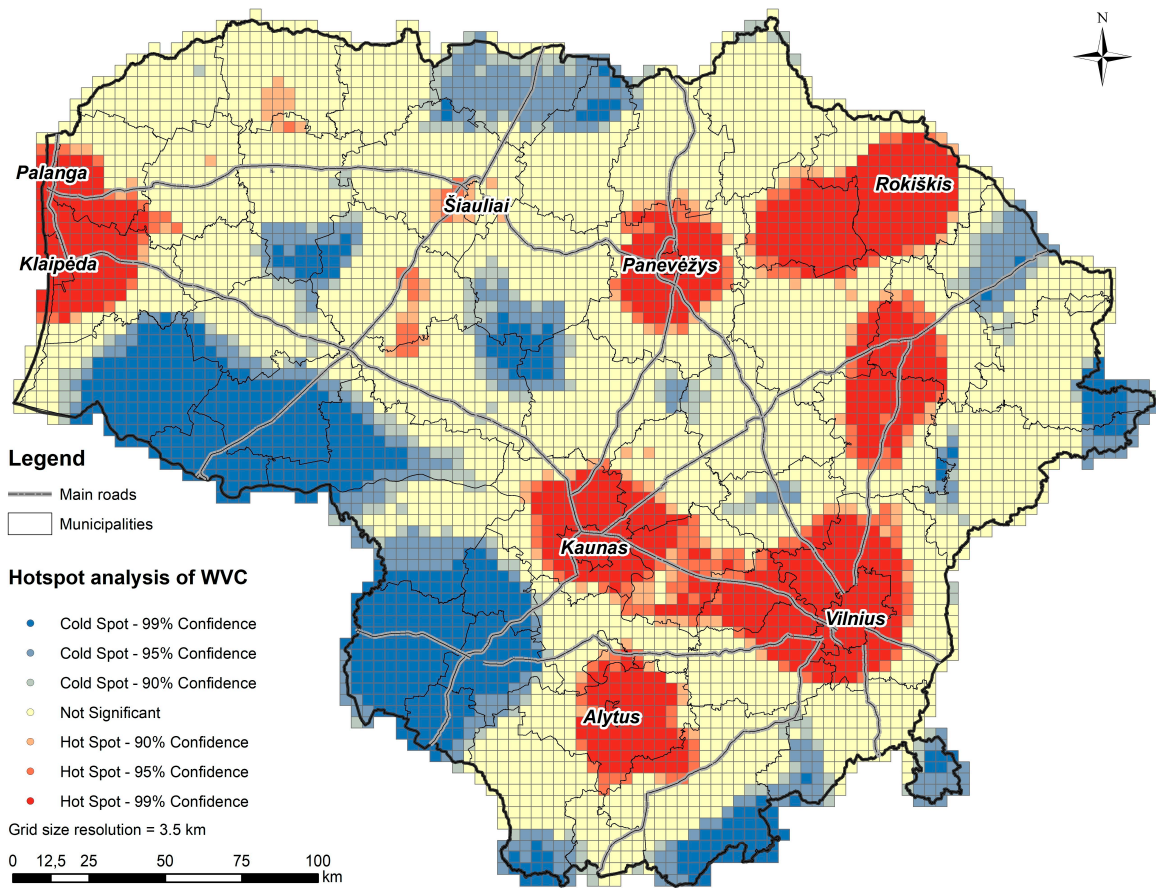 N
Palanga
Rokiškis
Šiauliai
Klaipėda
Panevėžys
Legend
Main roads
Municipalities
Kaunas
Hotspot analysis of WVC
Vilnius
Cold Spot - 99% Confidence
Cold Spot - 95% Confidence
Cold Spot - 90% Confidence
Not Significant
Alytus
Hot Spot - 90% Confidence
Hot Spot - 95% Confidence
Hot Spot - 99% Confidence
Grid size resolution = 3.5 km
0 12,5 25 50 75 100
km